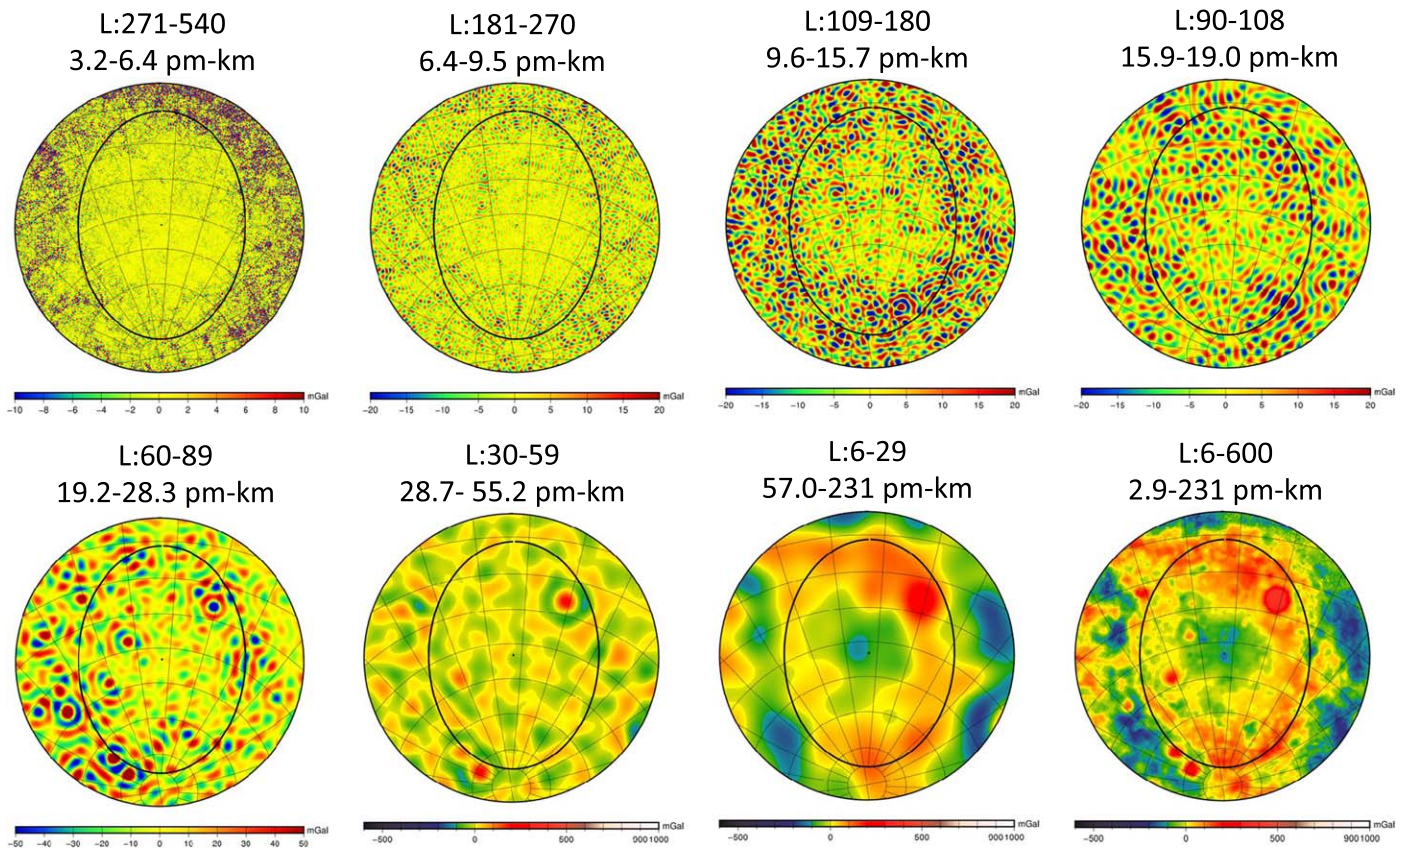 L:271-540
3.2-6.4 pm-km
L:181-270
6.4-9.5 pm-km
L:109-180
9.6-15.7 pm-km
L:90-108
15.9-19.0 pm-km
−10 −8 −6 −4 −2 0 2 4 6 8 10 mGal
−20 −15 −10 −5 0 5 10 15 20 mGal
−20 −15 −10 −5 0 5 10 15 20 mGal
−20 −15 −10 −5 0 5 10 15 20 mGal
L:60-89
19.2-28.3 pm-km
L:30-59
28.7- 55.2 pm-km
L:6-29
57.0-231 pm-km
L:6-600
2.9-231 pm-km
−50 −40 −30 −20 −10 0 10 20 30 40 50 mGal
−500 0 500 9001000 mGal
−500 0 500 9001000 mGal
−500 0 500 9001000 mGal